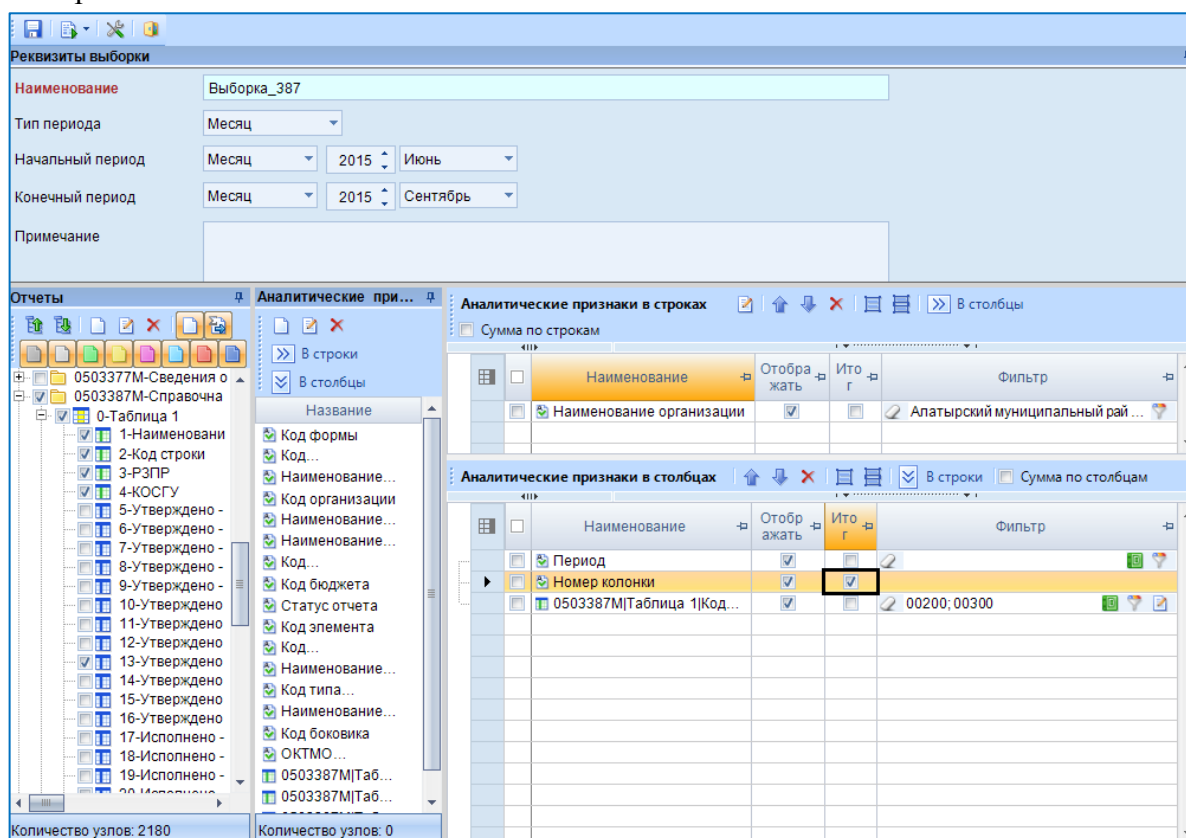 Реквизиты выборки
Наименование Выборка_387
Тип периода Месяц
Начальный период Месяц 2015 Июнь
Конечный период Месяц 2015 Сентябрь
Примечание
Отчеты
0503377М-Сведения о
0503387М-Справочна
0-Таблица 1
1-Наименовани
2-Код строки
3-РЗПР
4-КОСГУ
5-Утверждено -
6-Утверждено -
7-Утверждено -
8-Утверждено -
9-Утверждено -
10-Утверждено
11-Утверждено
12-Утверждено
13-Утверждено
14-Утверждено
15-Утверждено
16-Утверждено
17-Исполнено -
18-Исполнено -
19-Исполнено -
Количество узлов: 2180
Аналитические при...
В строки
В столбцы
Название
Код формы
Код...
Наименование...
Код организации
Наименование...
Наименование...
Код...
Код бюджета
Статус отчета
Код элемента
Код...
Наименование...
Код типа...
Наименование...
Код боковика
ОКТМО...
0503387М|Таб...
0503387М|Таб...
Количество узлов: 0
Аналитические признаки в строках В столбцы
Сумма по строкам
Наименование Отобра жать Ито г Фильтр
Наименование организации Алатырский муниципальный рай ...
Аналитические признаки в столбцах В строки Сумма по столбцам
Наименование Отобр ажать Ито г Фильтр
Период
Номер колонки
0503387М|Таблица 1|Код... 00200; 00300